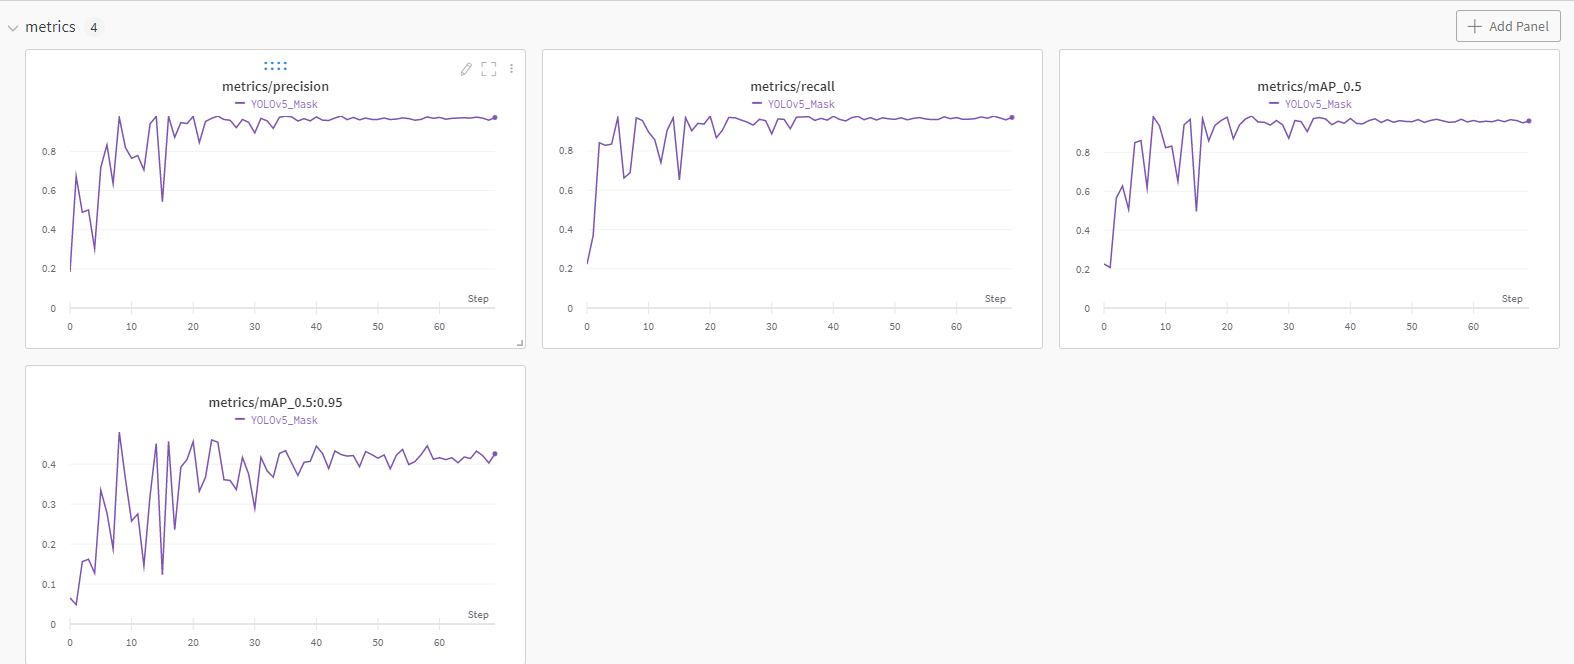 metrics 4
Add Panel
metrics/precision
YOLOv5_Mask
0.8
0.6
0.4
0.2
0
Step
0 10 20 30 40 50 60
metrics/recall
YOLOv5_Mask
0.8
0.6
0.4
0.2
0
Step
0 10 20 30 40 50 60
metrics/mAP_0.5
YOLOv5_Mask
0.8
0.6
0.4
0.2
0
Step
0 10 20 30 40 50 60
metrics/mAP_0.5:0.95
YOLOv5_Mask
0.4
0.3
0.2
0.1
0
Step
0 10 20 30 40 50 60